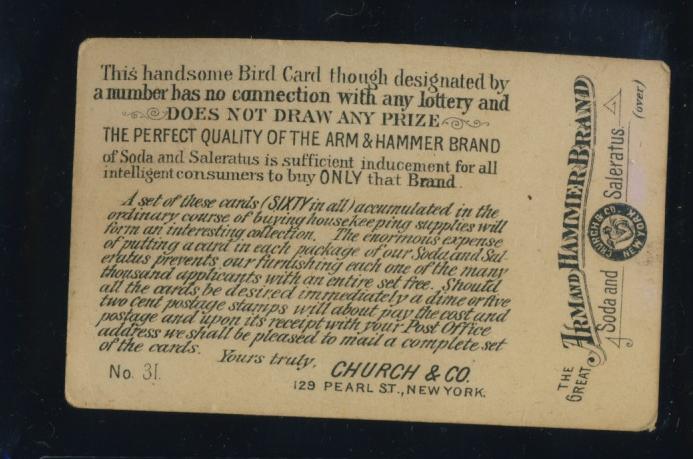 This handsome Bird Card though designated by
a number has no connection with any lottery and
DOES NOT DRAW ANY PRIZE
THE PERFECT QUALITY OF THE ARM & HAMMER BRAND
of Soda and Saleratus is sufficient inducement for all
intelligent consumers to buy ONLY that Brand.
A set of these cards (SIXTY in all) accumulated in the
ordinary course of buying housekeeping supplies will
form an interesting collection. The enormous expense
of putting a card in each package of our Soda and Sal-
eratus prevents our furnishing each one of the many
thousand applicants with an entire set free. Should
all the cards be desired immediately a dime or five
two cent postage stamps will about pay the cost and
postage and upon its receipt with your Post Office
address we shall be pleased to mail a complete set
of the cards.
Yours truly,
CHURCH & CO.
No. 31.
129 PEARL ST., NEW YORK.
THE
GREAT
ARM AND HAMMER BRAND
Soda and Saleratus.
CHURCH & CO.
NEW YORK
(over)